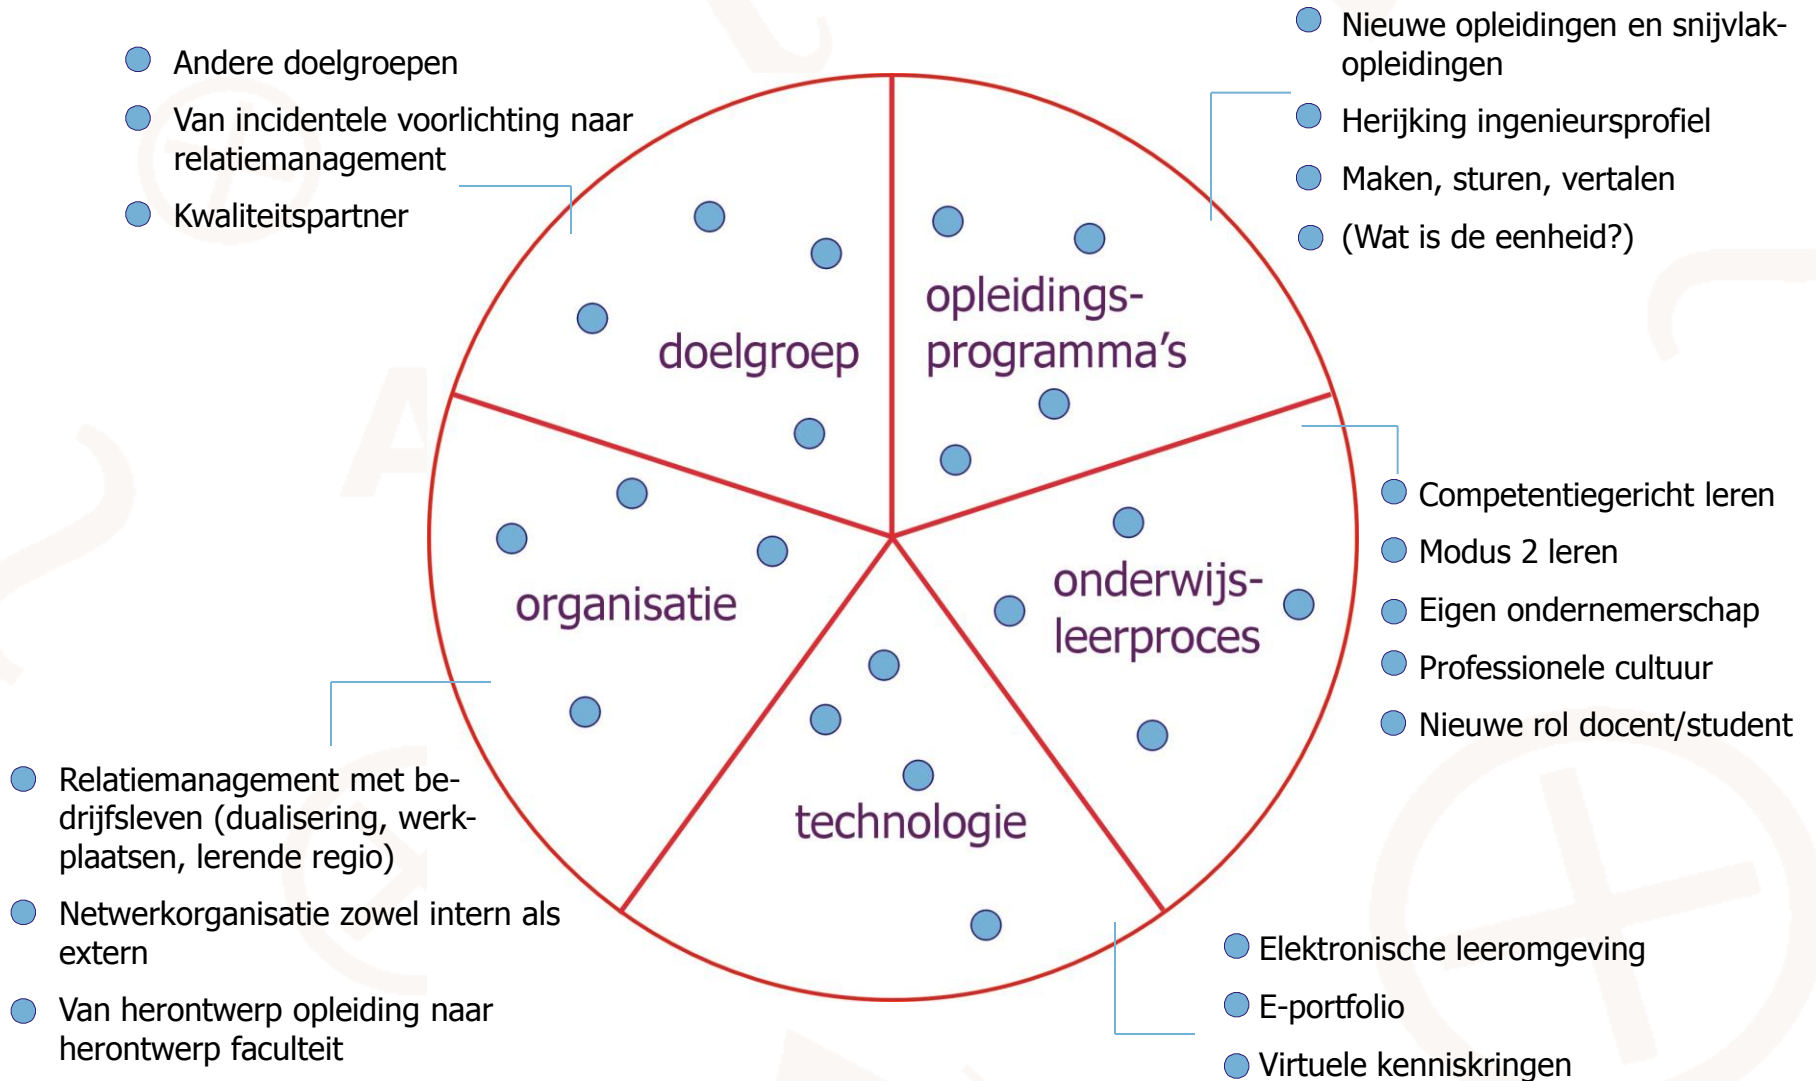 Andere doelgroepen
Van incidentele voorlichting naar
relatiemanagement
Kwaliteitspartner
Nieuwe opleidingen en snijvlak-
opleidingen
Herijking ingenieursprofiel
Maken, sturen, vertalen
(Wat is de eenheid?)
doelgroep
opleidings-
programma's
organisatie
onderwijs-
leerproces
technologie
Competentiegericht leren
Modus 2 leren
Eigen ondernemerschap
Professionele cultuur
Nieuwe rol docent/student
Relatiemanagement met be-
drijfsleven (dualisering, werk-
plaatsen, lerende regio)
Netwerkorganisatie zowel intern als
extern
Van herontwerp opleiding naar
herontwerp faculteit
Elektronische leeromgeving
E-portfolio
Virtuele kenniskringen